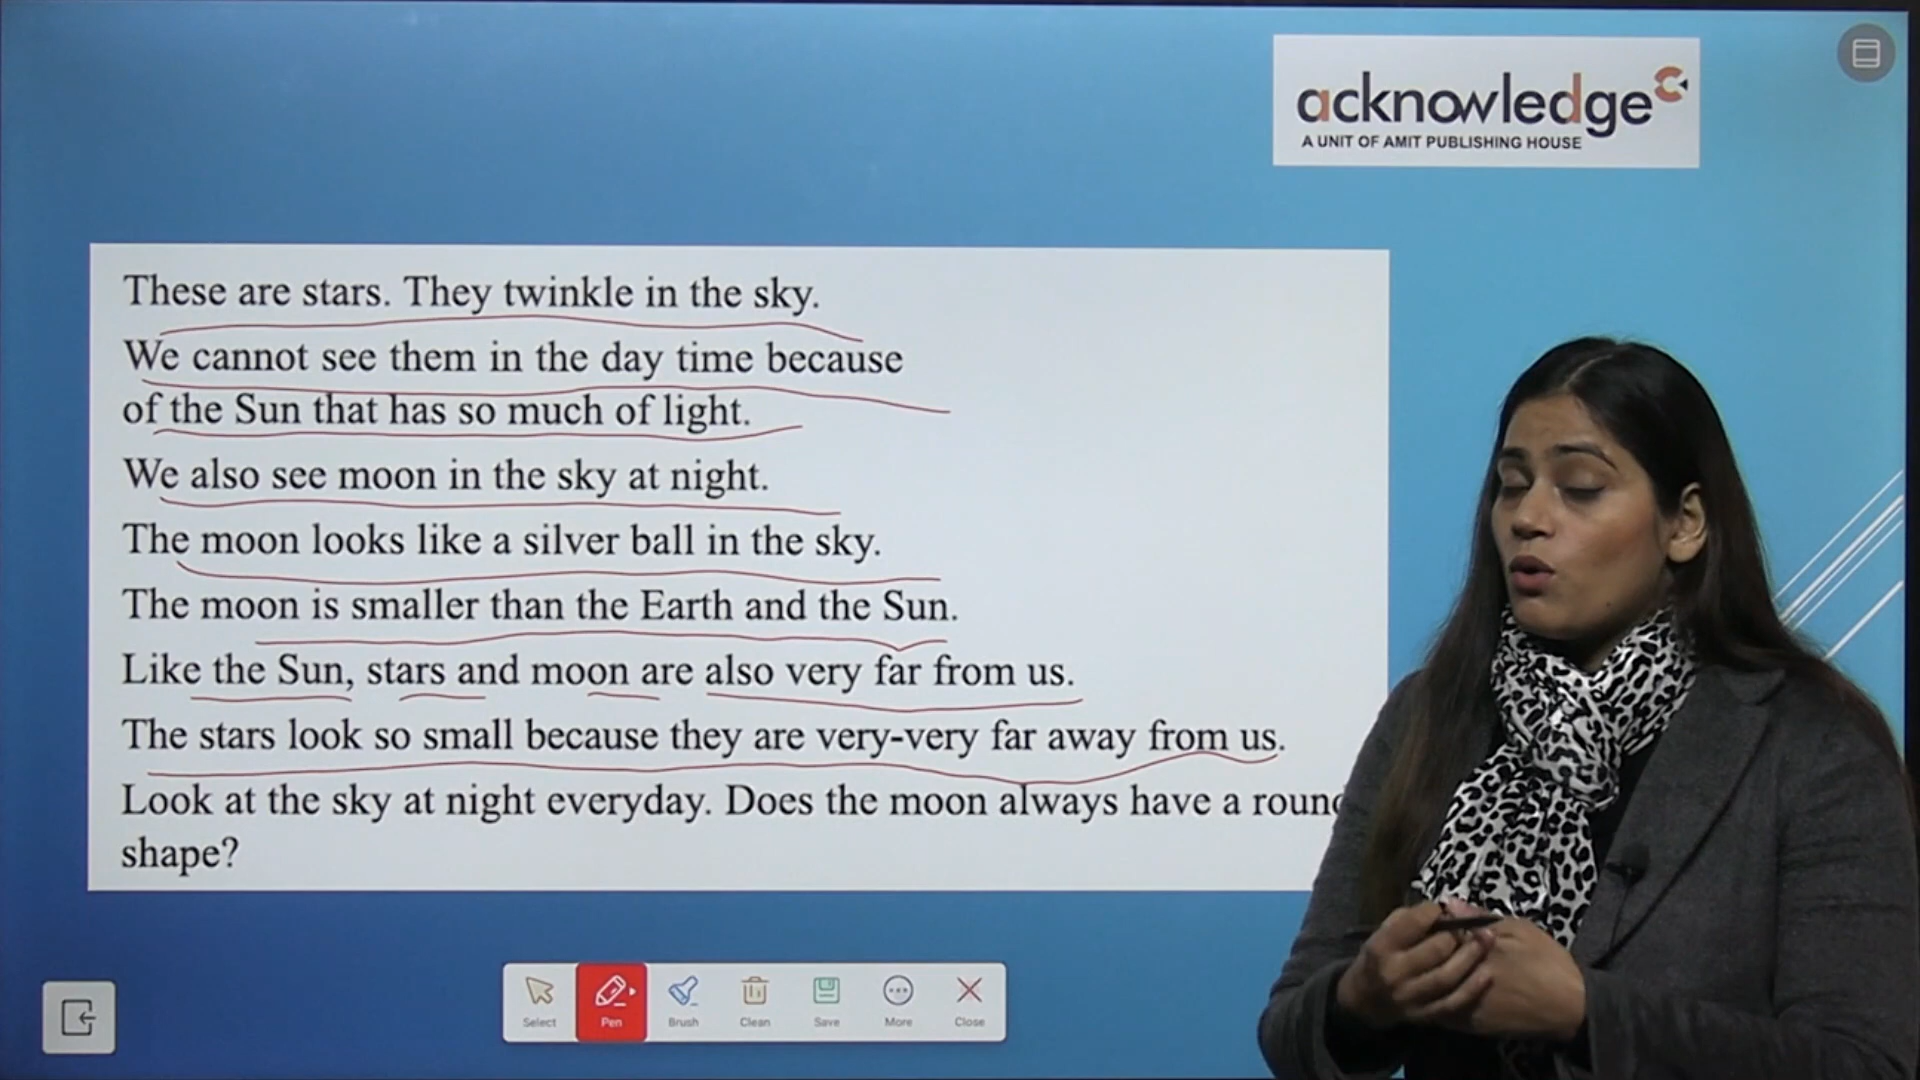 acknowledge
A UNIT OF AMIT PUBLISHING HOUSE
These are stars. They twinkle in the sky.
We cannot see them in the day time because
of the Sun that has so much of light.
We also see moon in the sky at night.
The moon looks like a silver ball in the sky.
The moon is smaller than the Earth and the Sun.
Like the Sun, stars and moon are also very far from us.
The stars look so small because they are very-very far away from us.
Look at the sky at night everyday. Does the moon always have a round
shape?
Select Pen Brush Clean Save More Close